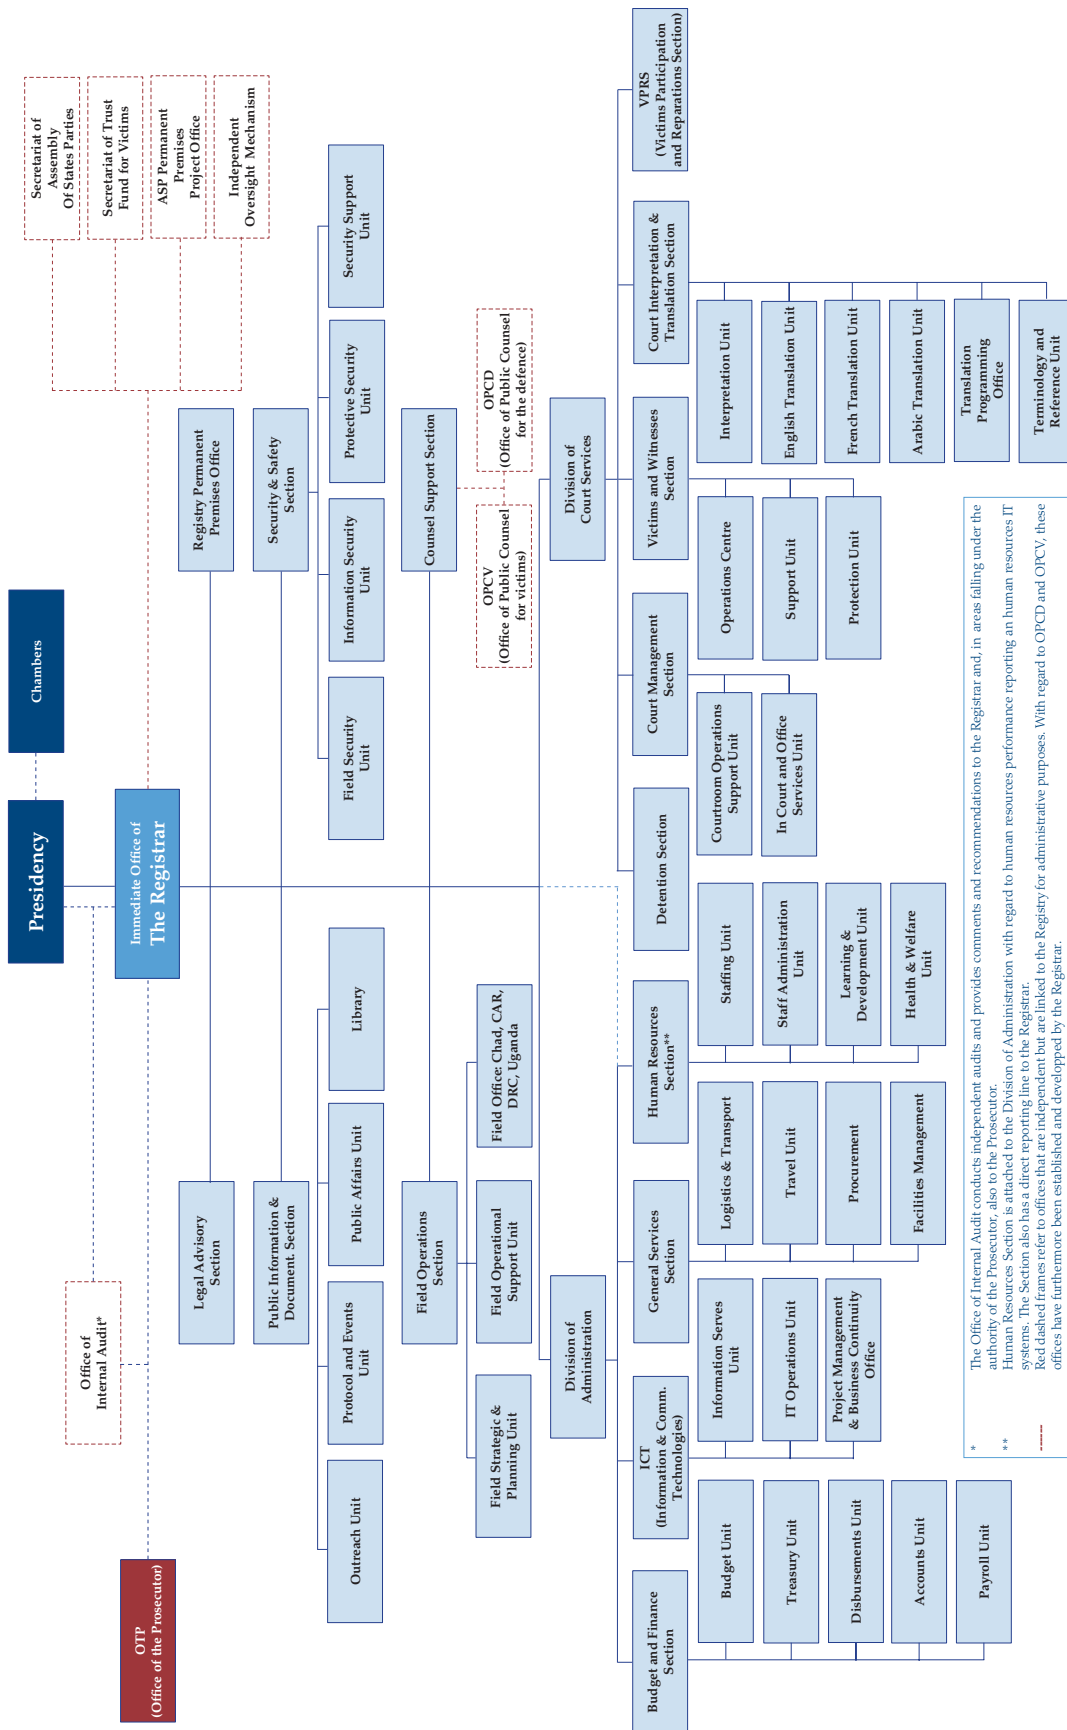 Presidency
Chambers
Office of
Internal Audit*
OTP
(Office of the Prosecutor)
Immediate Office of
The Registrar
Secretariat of
Assembly
Of States Parties
Secretariat of Trust
Fund for Victims
ASP Permanent
Premises
Project Office
Independent
Oversight Mechanism
Legal Advisory
Section
Registry Permanent
Premises Office
Public Information &
Document. Section
Security & Safety
Section
Outreach Unit
Protocol and Events
Unit
Public Affairs Unit
Library
Field Security
Unit
Information Security
Unit
Protective Security
Unit
Security Support
Unit
Field Operations
Section
Counsel Support Section
Field Strategic &
Planning Unit
Field Operational
Support Unit
Field Office: Chad, CAR,
DRC, Uganda
OPCV
(Office of Public Counsel
for victims)
OPCD
(Office of Public Counsel
for the defence)
Division of
Administration
Division of
Court Services
Budget and Finance
Section
ICT
(Information & Comm.
Technologies)
General Services
Section
Human Resources
Section**
Detention Section
Court Management
Section
Victims and Witnesses
Section
Court Interpretation &
Translation Section
VPRS
(Victims Participation
and Reparations Section)
Budget Unit
Treasury Unit
Disbursements Unit
Accounts Unit
Payroll Unit
Information Serves
Unit
IT Operations Unit
Project Management
& Business Continuity
Office
Logistics & Transport
Travel Unit
Procurement
Facilities Management
Staffing Unit
Staff Administration
Unit
Learning &
Development Unit
Health & Welfare
Unit
Courtroom Operations
Support Unit
In Court and Office
Services Unit
Operations Centre
Support Unit
Protection Unit
Interpretation Unit
English Translation Unit
French Translation Unit
Arabic Translation Unit
Translation
Programming
Office
Terminology and
Reference Unit
* The Office of Internal Audit conducts independent audits and provides comments and recommendations to the Registrar and, in areas falling under the
authority of the Prosecutor, also to the Prosecutor.
** Human Resources Section is attached to the Division of Administration with regard to human resources performance reporting an human resources IT
systems. The Section also has a direct reporting line to the Registrar.
------ Red dashed frames refer to offices that are independent but are linked to the Registry for administrative purposes. With regard to OPCD and OPCV, these
offices have furthermore been established and developped by the Registrar.